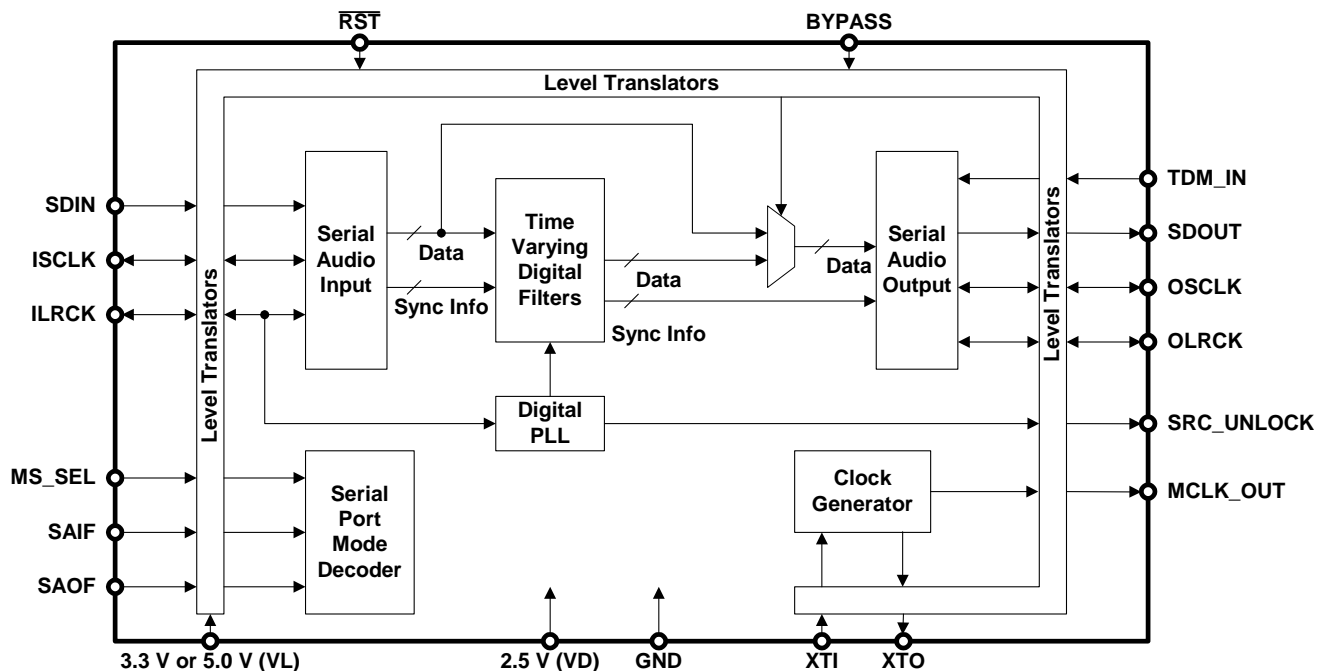 RST
BYPASS
Level Translators
SDIN
ISCLK
ILRCK
MS_SEL
SAIF
SAOF
Level Translators
Serial
Audio
Input
Data
Sync Info
Time
Varying
Digital
Filters
Data
Sync Info
Data
Serial
Audio
Output
Level Translators
TDM_IN
SDOUT
OSCLK
OLRCK
SRC_UNLOCK
MCLK_OUT
Digital
PLL
Serial
Port
Mode
Decoder
Clock
Generator
3.3 V or 5.0 V (VL)
2.5 V (VD)
GND
XTI
XTO